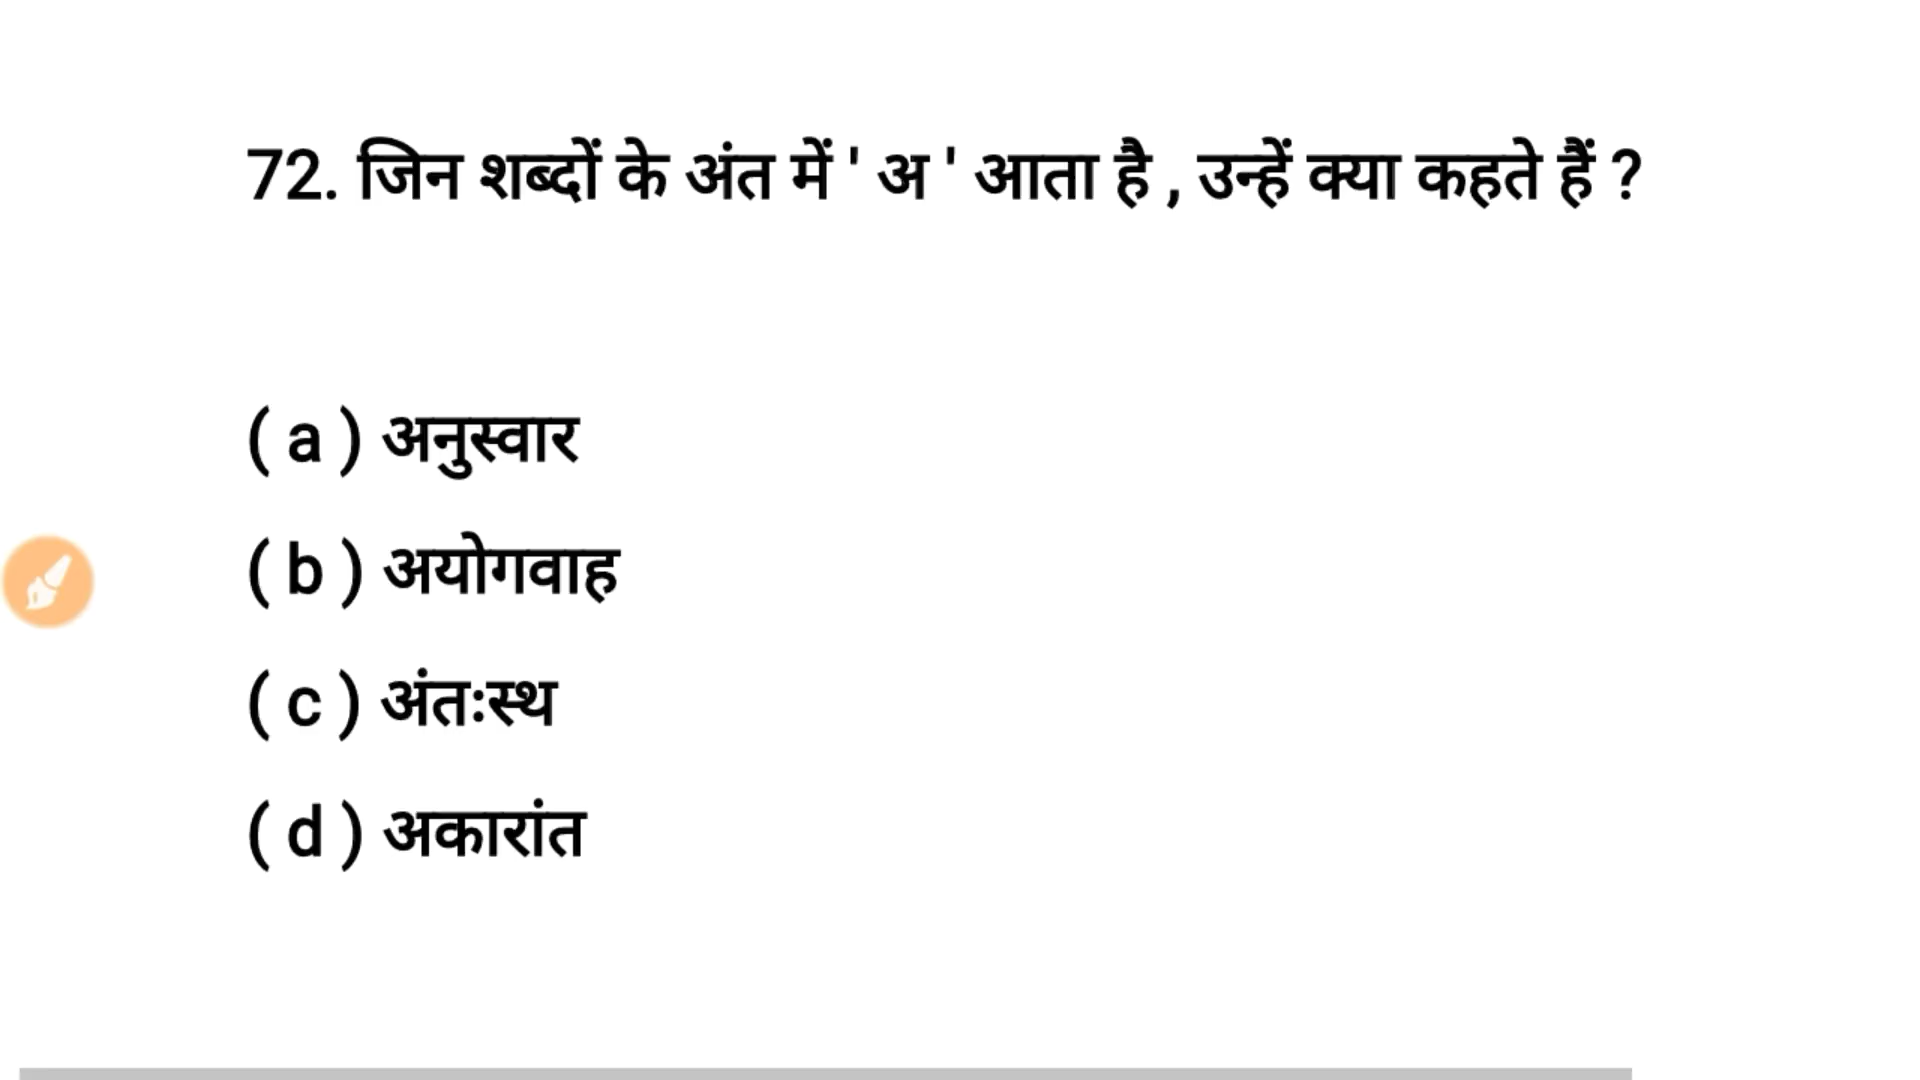 72. जिन शब्दों के अंत में ' अ ' आता है , उन्हें क्या कहते हैं ?
( a ) अनुस्वार
( b ) अयोगवाह
( c ) अंतःस्थ
( d ) अकारांत